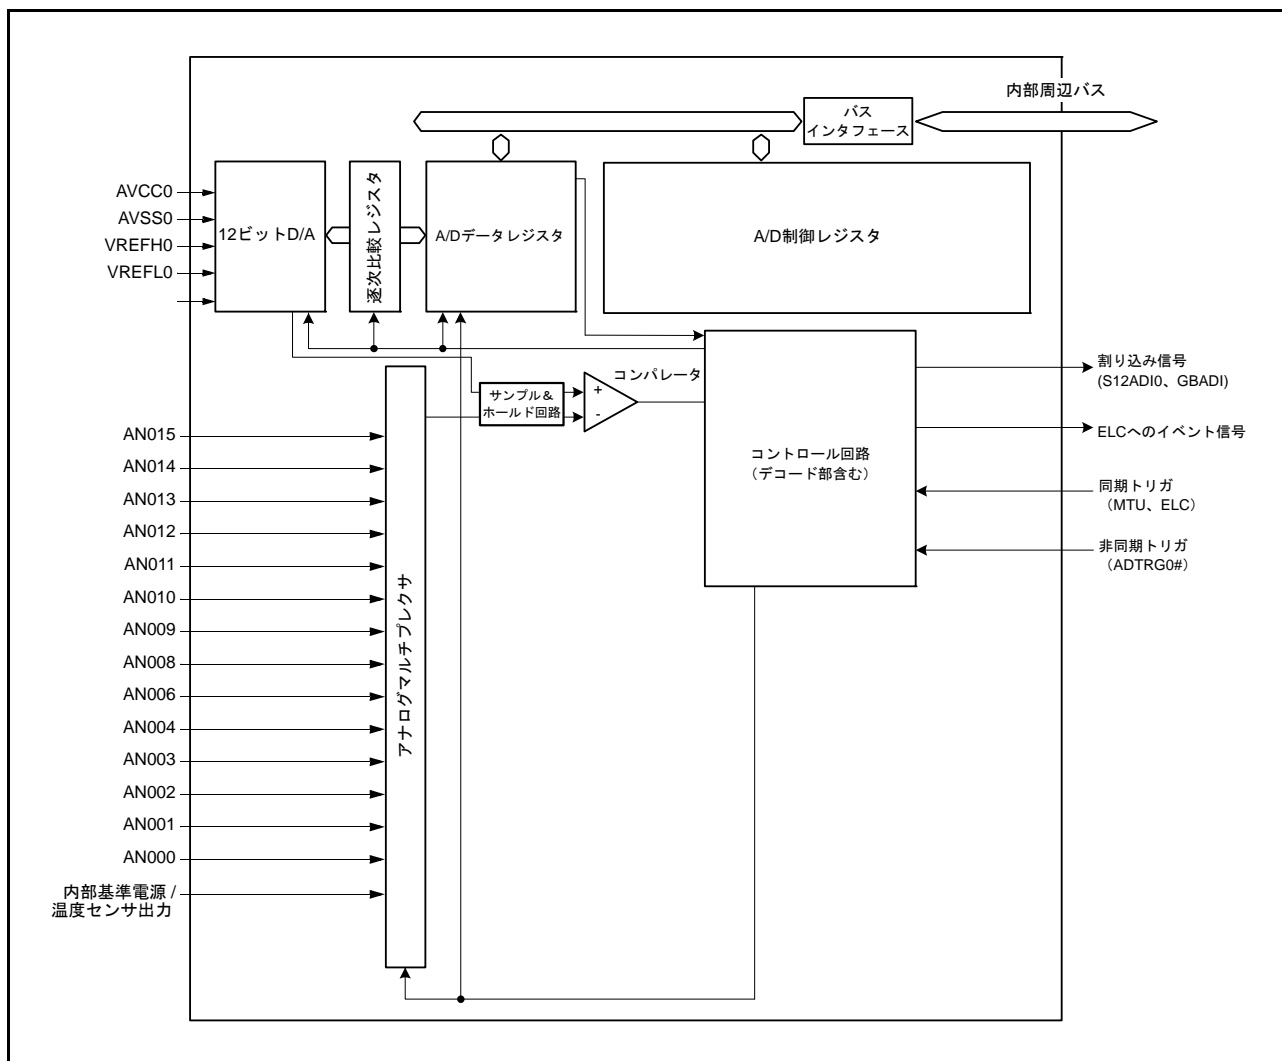 内部周辺バス
バス
インタフェース
AVCC0
AVSS0
VREFH0
VREFL0
12ビットD/A
逐次比較レジスタ
A/Dデータレジスタ
A/D制御レジスタ
コンパレータ
サンプル＆
ホールド回路
+
-
コントロール回路
（デコード部含む）
割り込み信号
(S12ADI0、GBADI)
ELCへのイベント信号
同期トリガ
（MTU、ELC）
非同期トリガ
(ADTRG0#)
アナログマルチプレクサ
AN015
AN014
AN013
AN012
AN011
AN010
AN009
AN008
AN006
AN004
AN003
AN002
AN001
AN000
内部基準電源 /
温度センサ出力